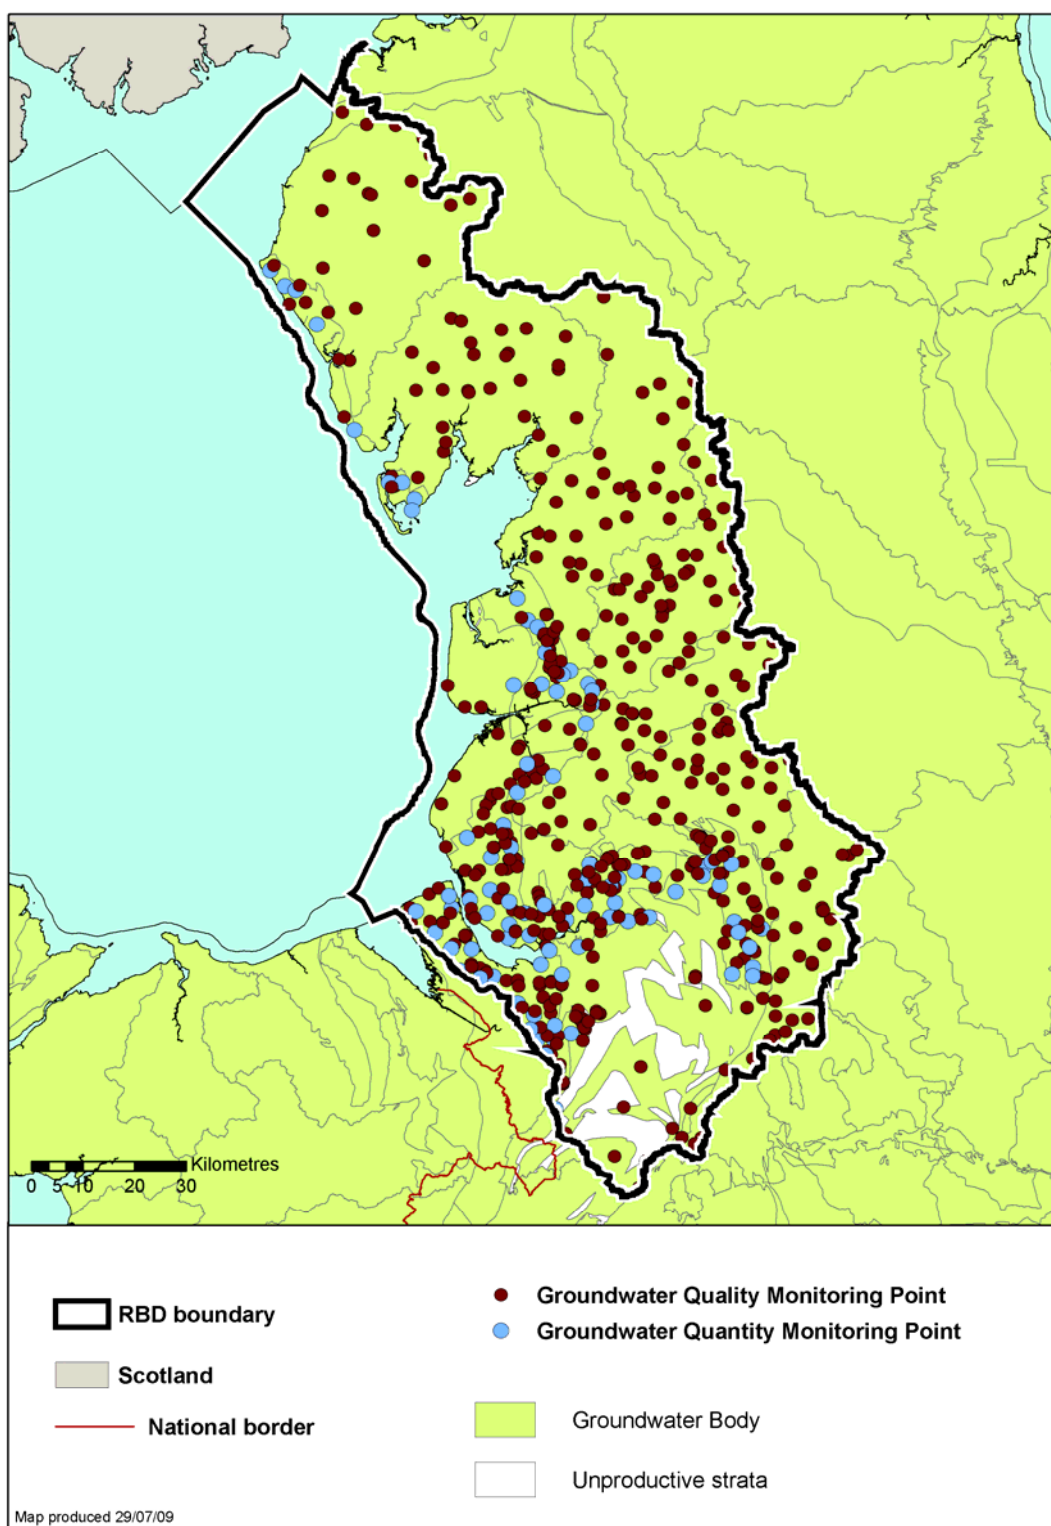 Kilometres
0 5 10 20 30
RBD boundary
Scotland
National border
Groundwater Quality Monitoring Point
Groundwater Quantity Monitoring Point
Groundwater Body
Unproductive strata
Map produced 29/07/09